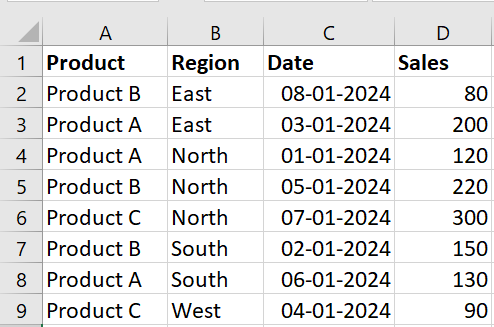 A B C D
1 Product Region Date Sales
2 Product B East 08-01-2024 80
3 Product A East 03-01-2024 200
4 Product A North 01-01-2024 120
5 Product B North 05-01-2024 220
6 Product C North 07-01-2024 300
7 Product B South 02-01-2024 150
8 Product A South 06-01-2024 130
9 Product C West 04-01-2024 90